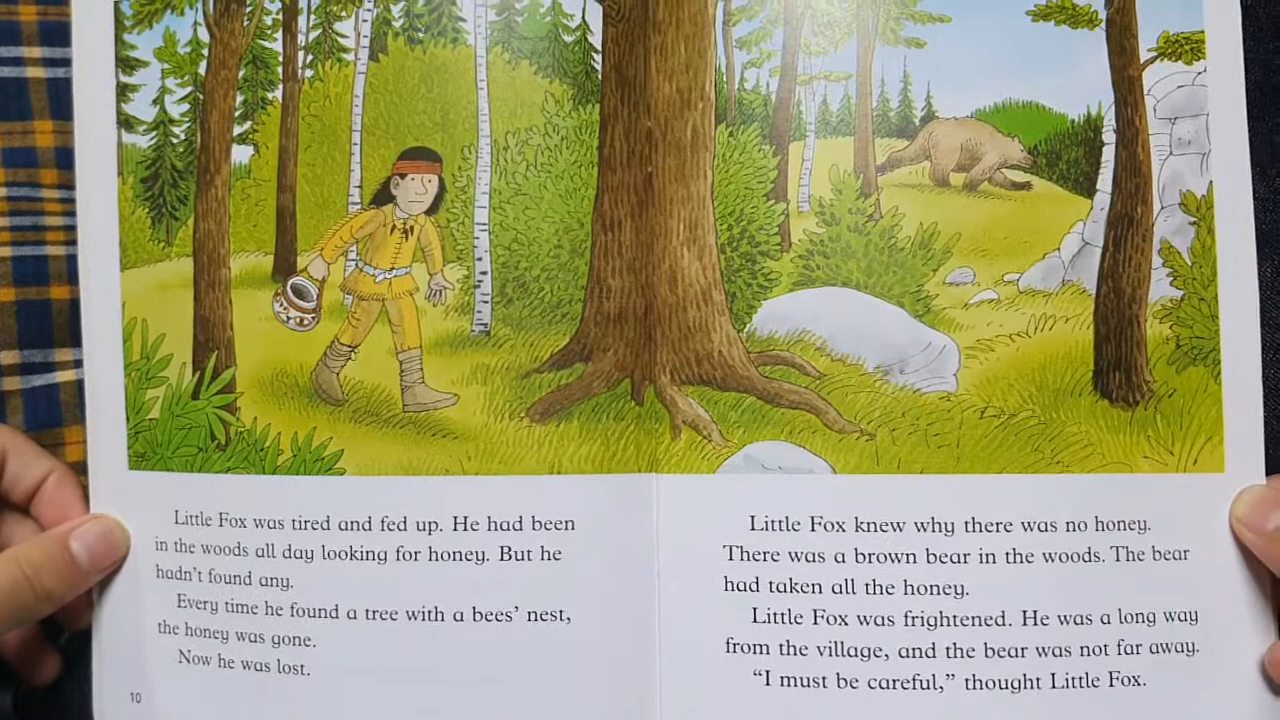 Little Fox was tired and fed up. He had been
in the woods all day looking for honey. But he
hadn't found any.
Every time he found a tree with a bees' nest,
the honey was gone.
Now he was lost.
10
Little Fox knew why there was no honey.
There was a brown bear in the woods. The bear
had taken all the honey.
Little Fox was frightened. He was a long way
from the village, and the bear was not far away.
"I must be careful," thought Little Fox.